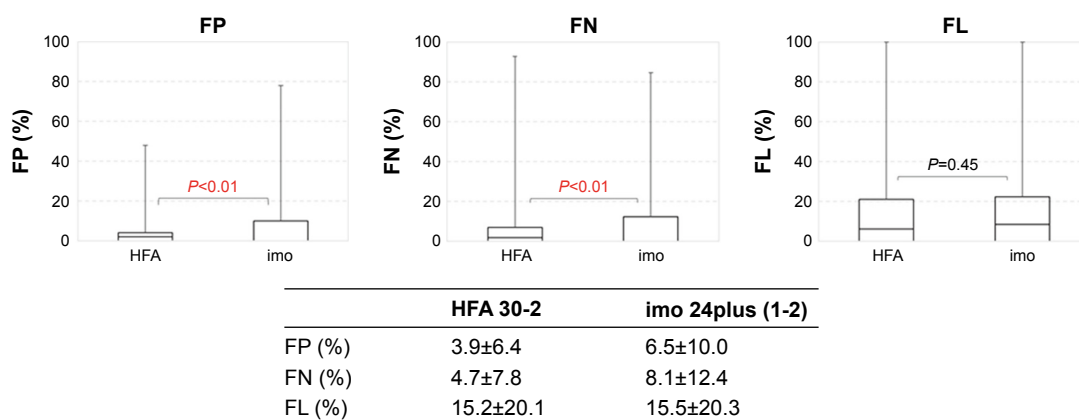 FP
FN
FL
FP (%)
100
80
60
40
20
0
P<0.01
HFA
imo
FN (%)
100
80
60
40
20
0
P<0.01
HFA
imo
FL (%)
100
80
60
40
20
0
P=0.45
HFA
imo
HFA 30-2 imo 24plus (1-2)
FP (%) 3.9±6.4 6.5±10.0
FN (%) 4.7±7.8 8.1±12.4
FL (%) 15.2±20.1 15.5±20.3